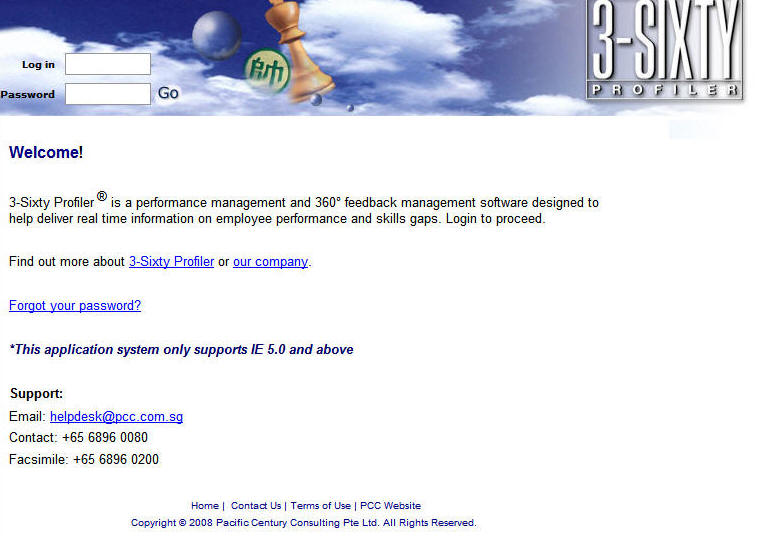 3-SIXTY
PROFILER
Log in
Password
Go
帥
Welcome!
3-Sixty Profiler ® is a performance management and 360° feedback management software designed to
help deliver real time information on employee performance and skills gaps. Login to proceed.
Find out more about 3-Sixty Profiler or our company.
Forgot your password?
*This application system only supports IE 5.0 and above
Support:
Email: helpdesk@pcc.com.sg
Contact: +65 6896 0080
Facsimile: +65 6896 0200
Home | Contact Us | Terms of Use | PCC Website
Copyright © 2008 Pacific Century Consulting Pte Ltd. All Rights Reserved.